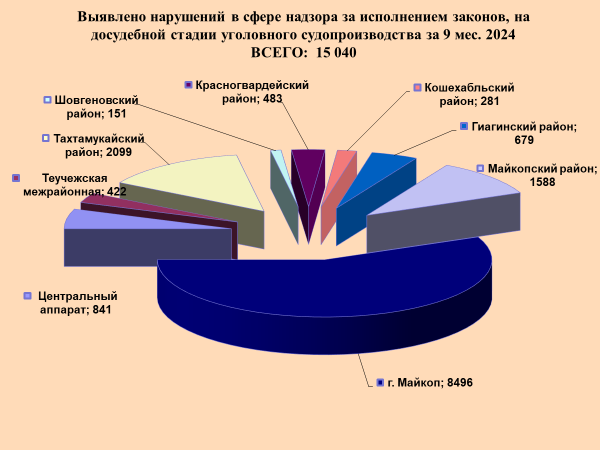 Выявлено нарушений в сфере надзора за исполнением законов, на
досудебной стадии уголовного судопроизводства за 9 мес. 2024
ВСЕГО: 15 040
Красногвардейский
район; 483
Кошехабльский
район; 281
Шовгеновский
район; 151
Гиагинский район;
679
Тахтамукайский
район; 2099
Майкопский район;
1588
Теучежская
межрайонная; 422
Центральный
аппарат; 841
г. Майкоп; 8496